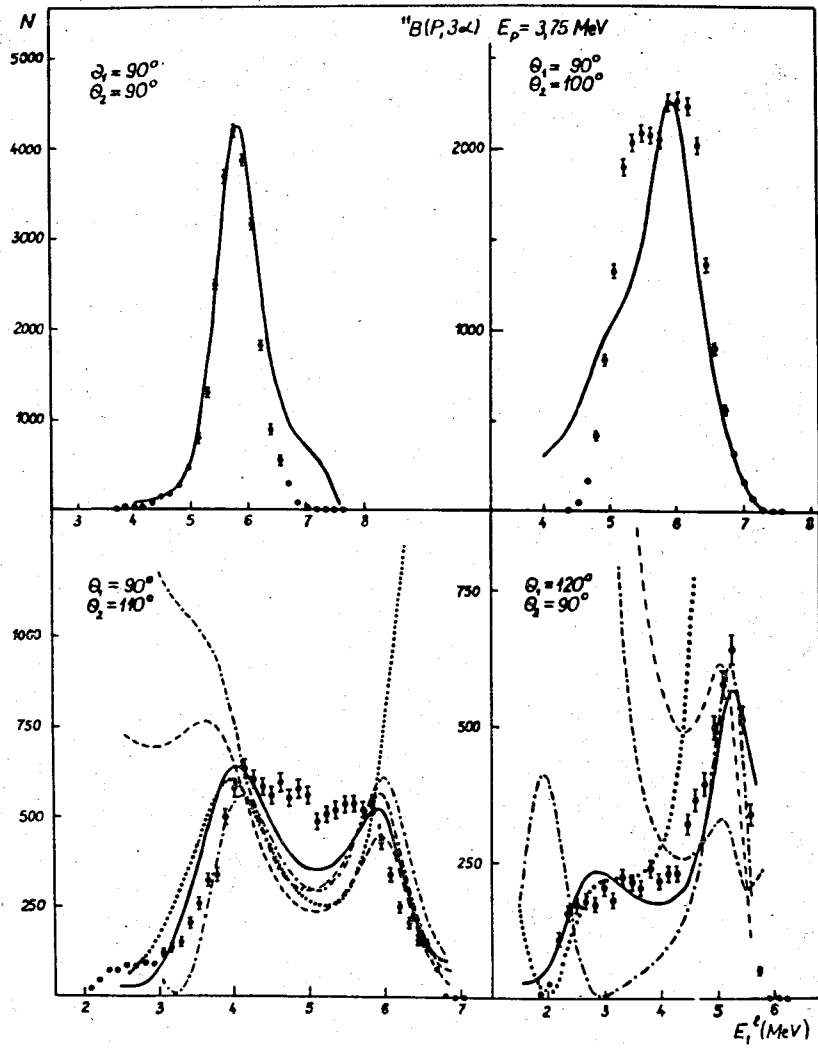 N
¹¹B(P,3α) E_p = 3,75 MeV
5000
4000
3000
2000
1000
ϑ₁ = 90°
Θ₂ = 90°
3 4 5 6 7 8
Θ₁ = 90°
Θ₂ = 100°
2000
1000
4 5 6 7 8
1000
750
500
250
Θ₁ = 90°
Θ₂ = 110°
2 3 4 5 6 7
750
500
250
Θ₁ = 120°
Θ₂ = 90°
2 3 4 5 6
E₁ˡ (MeV)